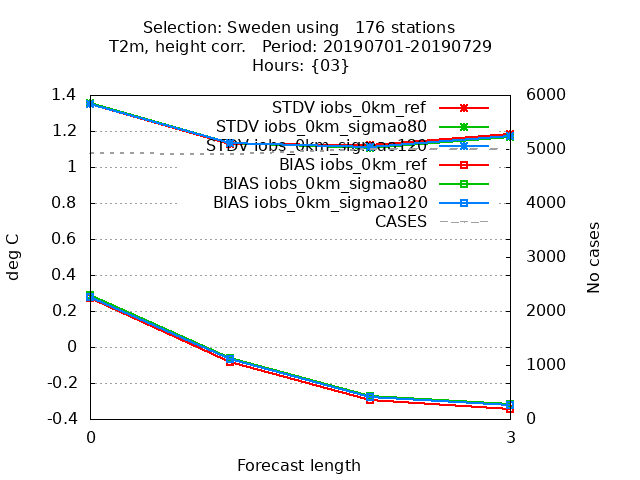 Selection: Sweden using   176 stations
T2m, height corr.   Period: 20190701-20190729
Hours: {03}
1.4
1.2
1
0.8
0.6
0.4
0.2
0
-0.2
-0.4
deg C
STDV iobs_0km_ref
STDV iobs_0km_sigmao80
STDV iobs_0km_sigmao120
BIAS iobs_0km_ref
BIAS iobs_0km_sigmao80
BIAS iobs_0km_sigmao120
CASES
6000
5000
4000
3000
2000
1000
0
No cases
0
3
Forecast length